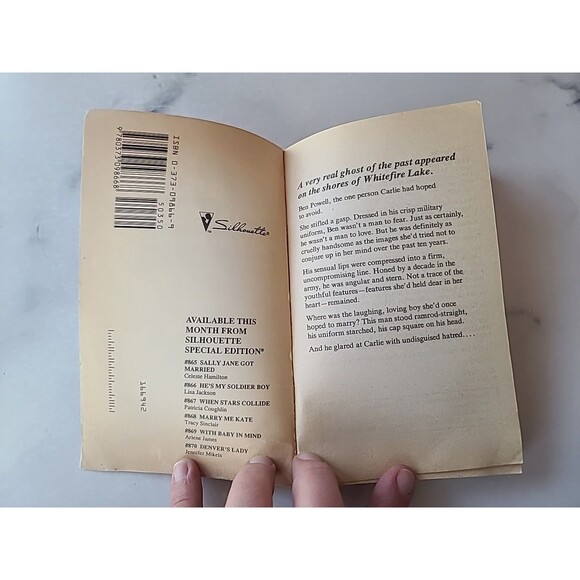 ISBN 0-373-09866-9
50350
9780373098668
Silhouette®
AVAILABLE THIS
MONTH FROM
SILHOUETTE
SPECIAL EDITION®
#865 SALLY JANE GOT
MARRIED
Celeste Hamilton
#866 HE'S MY SOLDIER BOY
Lisa Jackson
#867 WHEN STARS COLLIDE
Patricia Coughlin
#868 MARRY ME KATE
Tracy Sinclair
#869 WITH BABY IN MIND
Arlene James
#870 DENVER'S LADY
Jennifer Mikels
A very real ghost of the past appeared
on the shores of Whitefire Lake.
Ben Powell, the one person Carlie had hoped
to avoid.
She stifled a gasp. Dressed in his crisp military
uniform, Ben wasn't a man to fear. Just as certainly,
he wasn't a man to love. But he was definitely as
cruelly handsome as the images she'd tried not to
conjure up in her mind over the past ten years.
His sensual lips were compressed into a firm,
uncompromising line. Honed by a decade in the
army, he was angular and stern. Not a trace of the
youthful features—features she'd held dear in her
heart—remained.
Where was the laughing, loving boy she'd once
hoped to marry? This man stood ramrod-straight,
his uniform starched, his cap square on his head.
And he glared at Carlie with undisguised hatred....